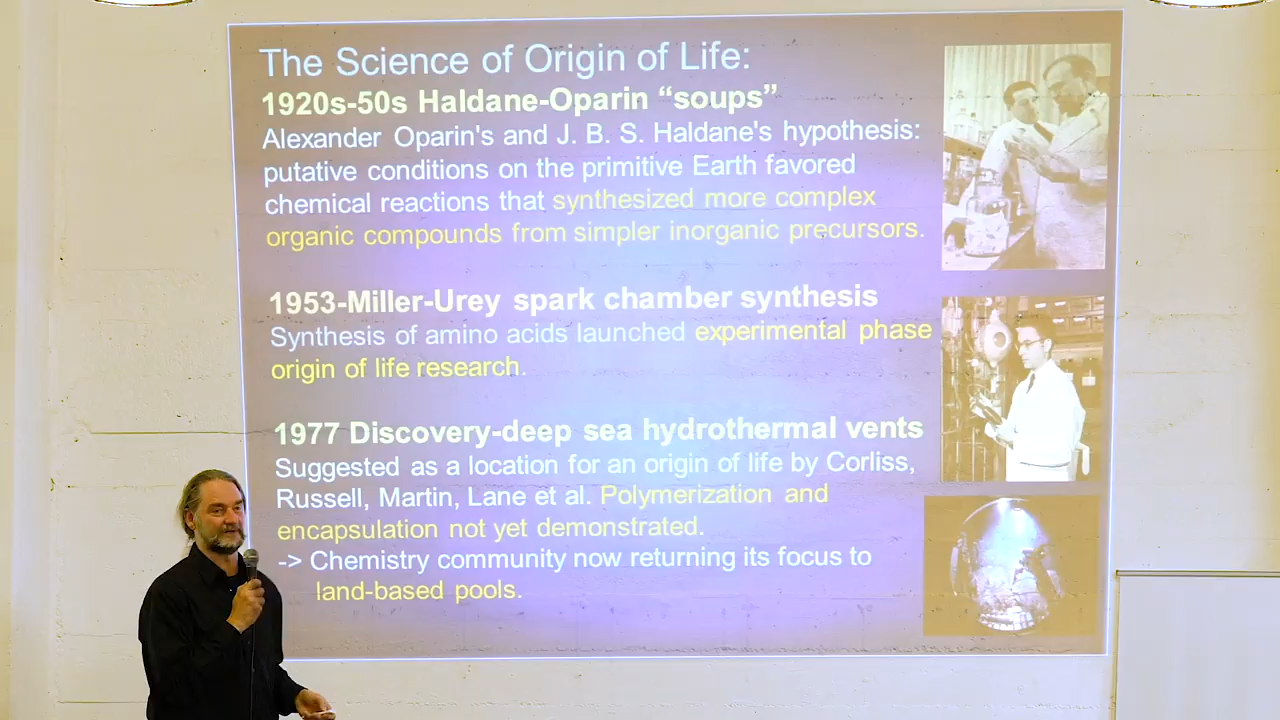 The Science of Origin of Life:
1920s-50s Haldane-Oparin “soups”
Alexander Oparin's and J. B. S. Haldane's hypothesis:
putative conditions on the primitive Earth favored
chemical reactions that synthesized more complex
organic compounds from simpler inorganic precursors.
1953-Miller-Urey spark chamber synthesis
Synthesis of amino acids launched experimental phase
origin of life research.
1977 Discovery-deep sea hydrothermal vents
Suggested as a location for an origin of life by Corliss,
Russell, Martin, Lane et al. Polymerization and
encapsulation not yet demonstrated.
-> Chemistry community now returning its focus to
land-based pools.